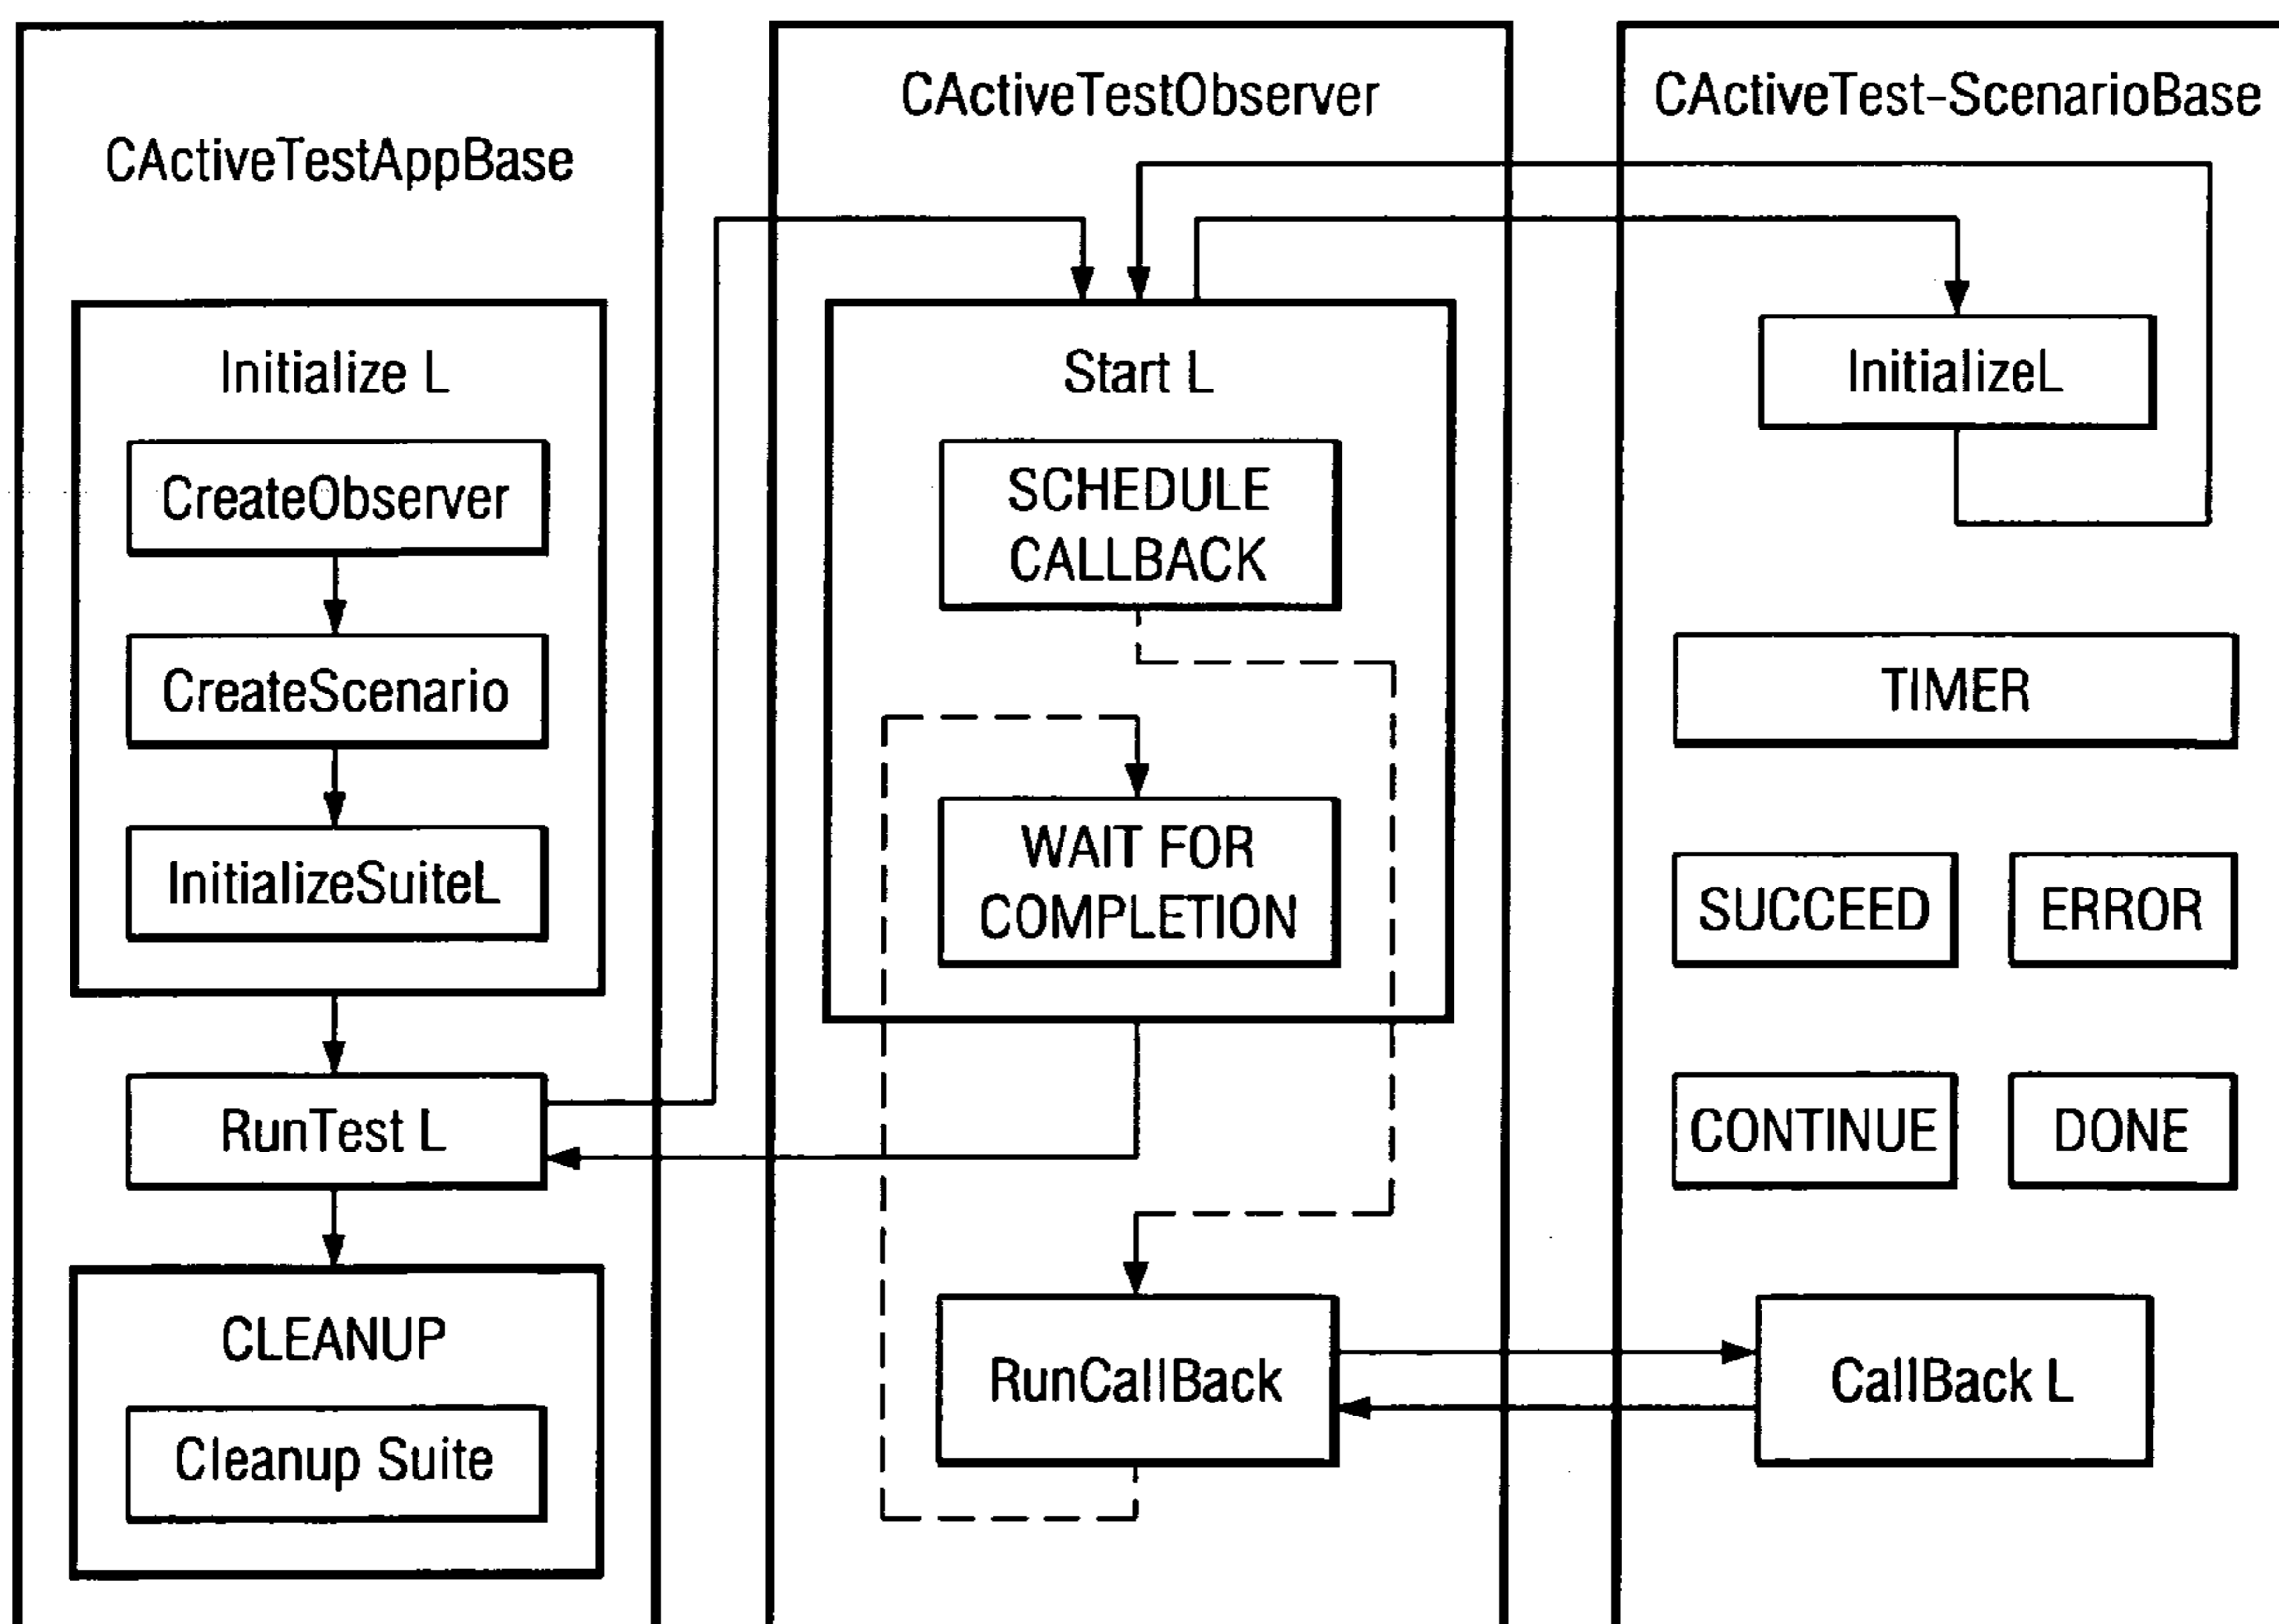 CActiveTestAppBase
Initialize L
CreateObserver
CreateScenario
InitializeSuiteL
RunTest L
CLEANUP
Cleanup Suite
CActiveTestObserver
Start L
SCHEDULE
CALLBACK
WAIT FOR
COMPLETION
RunCallBack
CActiveTest-ScenarioBase
InitializeL
TIMER
SUCCEED
ERROR
CONTINUE
DONE
CallBack L